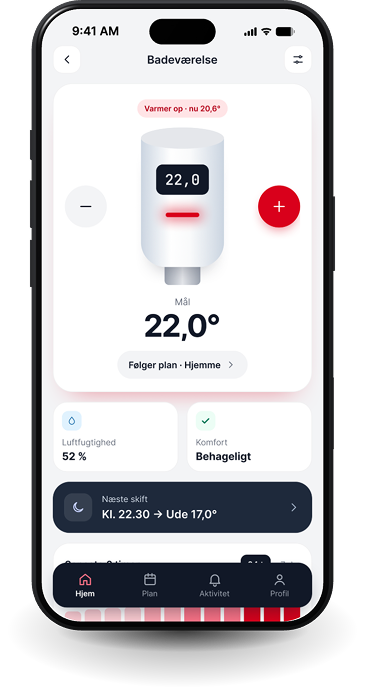 9:41 AM
Badeværelse
Varmer op · nu 20,6°
22,0
Mål
22,0°
Følger plan · Hjemme
Luftfugtighed
52 %
Komfort
Behageligt
Næste skift
Kl. 22.30 → Ude 17,0°
Hjem
Plan
Aktivitet
Profil